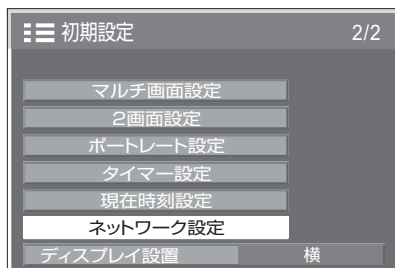 初期設定 2/2
マルチ画面設定
2画面設定
ポートレート設定
タイマー設定
現在時刻設定
ネットワーク設定
ディスプレイ設置 横